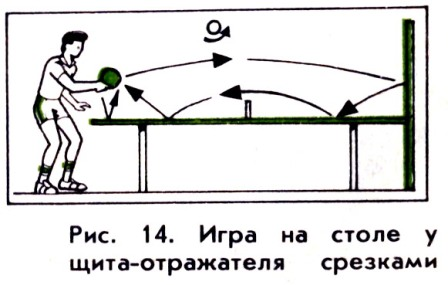 Рис. 14. Игра на столе у
щита-отражателя срезками